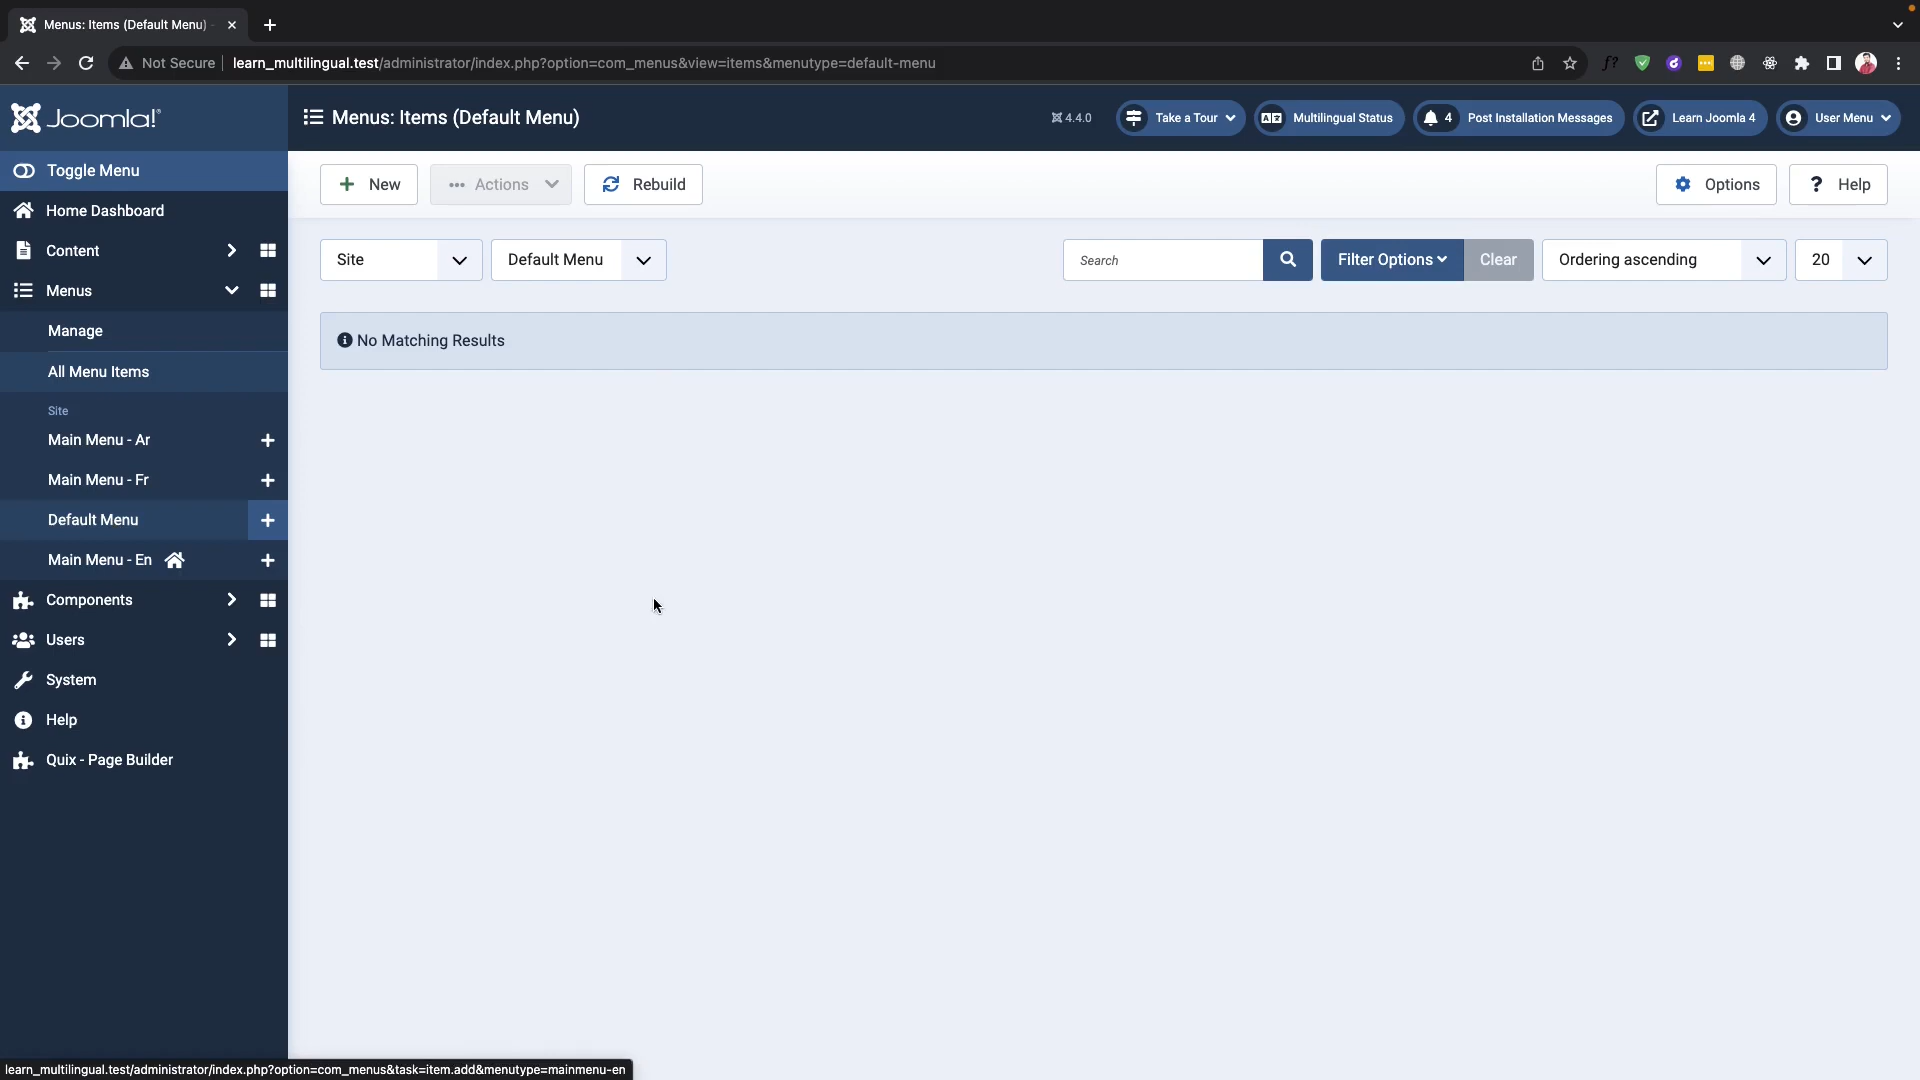 Menus: Items (Default Menu)
Not Secure learn_multilingual.test/administrator/index.php?option=com_menus&view=items&menutype=default-menu
f?
Joomla!®
Menus: Items (Default Menu)
4.4.0
Take a Tour
Multilingual Status
4 Post Installation Messages
Learn Joomla 4
User Menu
Toggle Menu
Home Dashboard
Content
Menus
Manage
All Menu Items
Site
Main Menu - Ar
Main Menu - Fr
Default Menu
Main Menu - En
Components
Users
System
Help
Quix - Page Builder
New
Actions
Rebuild
Options
? Help
Site
Default Menu
Search
Filter Options
Clear
Ordering ascending
20
No Matching Results
learn_multilingual.test/administrator/index.php?option=com_menus&task=item.add&menutype=mainmenu-en